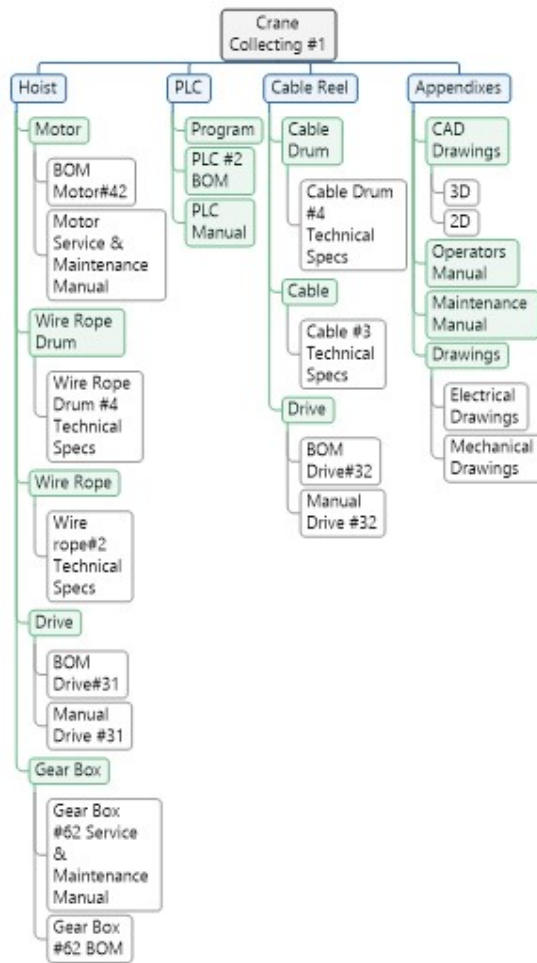 Crane
Collecting #1
Hoist
Motor
BOM
Motor#42
Motor
Service &
Maintenance
Manual
Wire Rope
Drum
Wire Rope
Drum #4
Technical
Specs
Wire Rope
Wire
rope#2
Technical
Specs
Drive
BOM
Drive#31
Manual
Drive #31
Gear Box
Gear Box
#62 Service
&
Maintenance
Manual
Gear Box
#62 BOM
PLC
Program
PLC #2
BOM
PLC
Manual
Cable Reel
Cable
Drum
Cable Drum
#4
Technical
Specs
Cable
Cable #3
Technical
Specs
Drive
BOM
Drive#32
Manual
Drive #32
Appendixes
CAD
Drawings
3D
2D
Operators
Manual
Maintenance
Manual
Drawings
Electrical
Drawings
Mechanical
Drawings